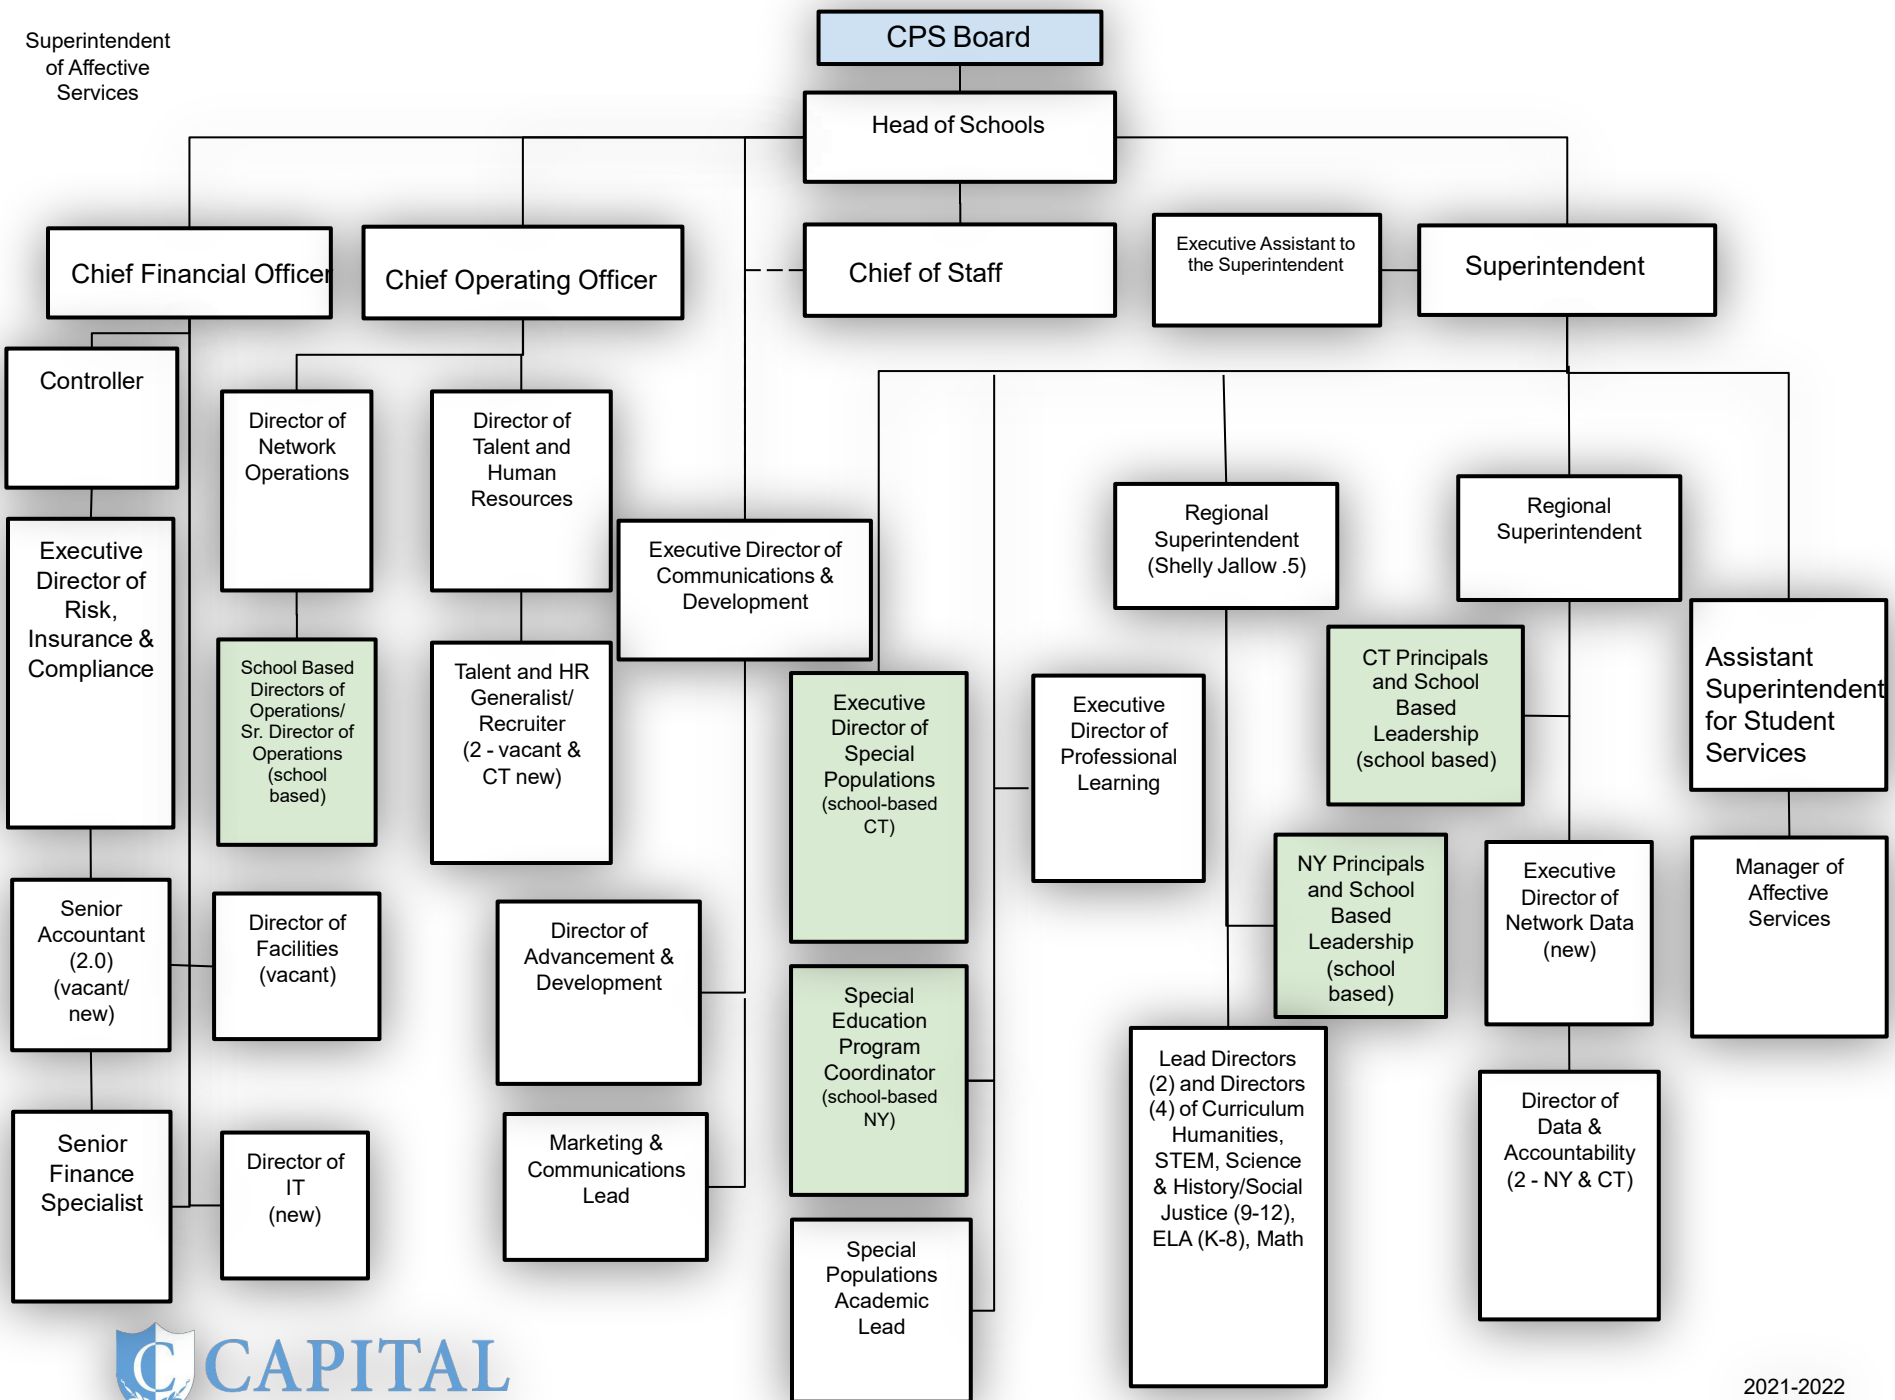 Superintendent
of Affective
Services
CPS Board
Head of Schools
Chief Financial Officer
Chief Operating Officer
Chief of Staff
Executive Assistant to
the Superintendent
Superintendent
Controller
Director of
Network
Operations
Director of
Talent and
Human
Resources
Executive
Director of
Risk,
Insurance &
Compliance
Executive Director of
Communications &
Development
Regional
Superintendent
(Shelly Jallow .5)
Regional
Superintendent
School Based
Directors of
Operations/
Sr. Director of
Operations
(school
based)
Talent and HR
Generalist/
Recruiter
(2 - vacant &
CT new)
Executive
Director of
Special
Populations
(school-based
CT)
Executive
Director of
Professional
Learning
CT Principals
and School
Based
Leadership
(school based)
Assistant
Superintendent
for Student
Services
Senior
Accountant
(2.0)
(vacant/
new)
Director of
Facilities
(vacant)
Director of
Advancement &
Development
Special
Education
Program
Coordinator
(school-based
NY)
NY Principals
and School
Based
Leadership
(school
based)
Executive
Director of
Network Data
(new)
Manager of
Affective
Services
Senior
Finance
Specialist
Director of
IT
(new)
Marketing &
Communications
Lead
Special
Populations
Academic
Lead
Lead Directors
(2) and Directors
(4) of Curriculum
Humanities,
STEM, Science
& History/Social
Justice (9-12),
ELA (K-8), Math
Director of
Data &
Accountability
(2 - NY & CT)
C CAPITAL
2021-2022